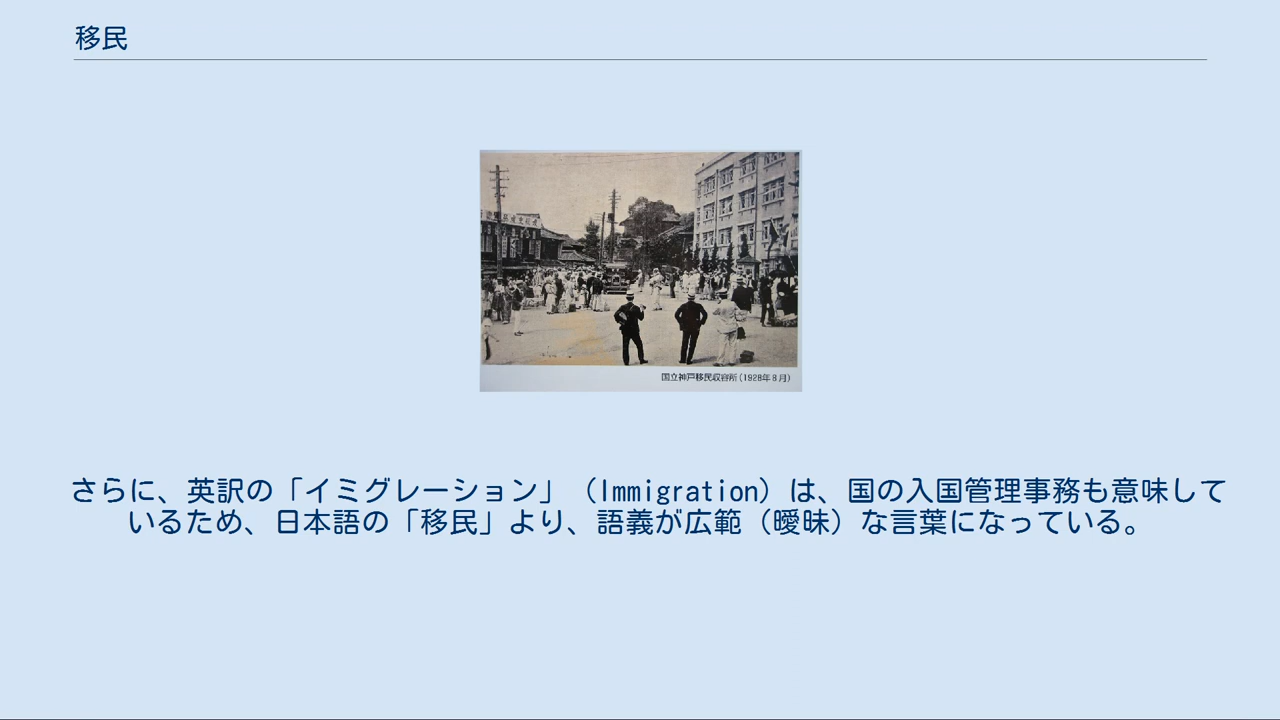 移民
国立神戸移民収容所(1928年8月)
さらに、英訳の「イミグレーション」（Immigration）は、国の入国管理事務も意味して
いるため、日本語の「移民」より、語義が広範（曖昧）な言葉になっている。